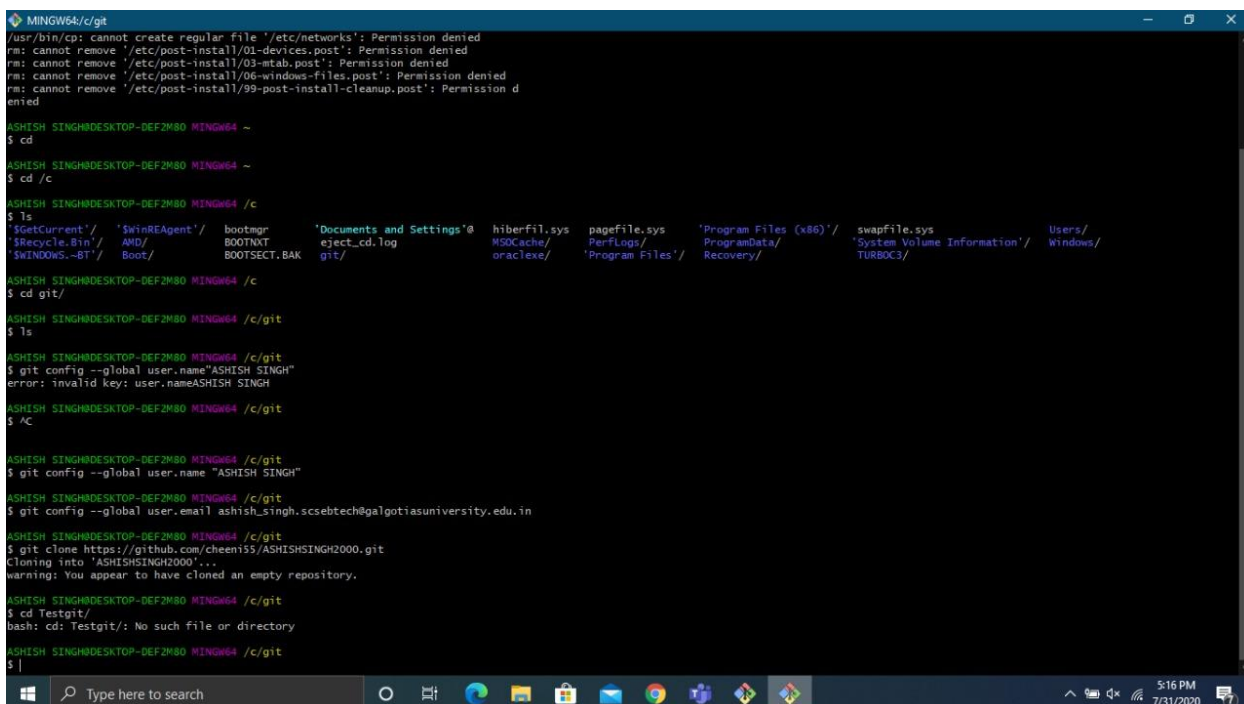 MINGW64:/c/git
/usr/bin/cp: cannot create regular file '/etc/networks': Permission denied
rm: cannot remove '/etc/post-install/01-devices.post': Permission denied
rm: cannot remove '/etc/post-install/03-mtab.post': Permission denied
rm: cannot remove '/etc/post-install/06-windows-files.post': Permission denied
rm: cannot remove '/etc/post-install/99-post-install-cleanup.post': Permission d
enied
ASHISH SINGH@DESKTOP-DEF2M80 MINGW64 ~
$ cd
ASHISH SINGH@DESKTOP-DEF2M80 MINGW64 ~
$ cd /c
ASHISH SINGH@DESKTOP-DEF2M80 MINGW64 /c
$ ls
'$GetCurrent'/ '$WinREAgent'/ bootmgr 'Documents and Settings'@ hiberfil.sys pagefile.sys 'Program Files (x86)'/ swapfile.sys Users/
'$Recycle.Bin'/ AMD/ BOOTNXT eject_cd.log MSOCache/ PerfLogs/ ProgramData/ 'System Volume Information'/ Windows/
'$WINDOWS.~BT'/ Boot/ BOOTSECT.BAK git/ oraclexe/ 'Program Files'/ Recovery/ TURBOC3/
ASHISH SINGH@DESKTOP-DEF2M80 MINGW64 /c
$ cd git/
ASHISH SINGH@DESKTOP-DEF2M80 MINGW64 /c/git
$ ls
ASHISH SINGH@DESKTOP-DEF2M80 MINGW64 /c/git
$ git config --global user.name"ASHISH SINGH"
error: invalid key: user.nameASHISH SINGH
ASHISH SINGH@DESKTOP-DEF2M80 MINGW64 /c/git
$ ^C
ASHISH SINGH@DESKTOP-DEF2M80 MINGW64 /c/git
$ git config --global user.name "ASHISH SINGH"
ASHISH SINGH@DESKTOP-DEF2M80 MINGW64 /c/git
$ git config --global user.email ashish_singh.scsebtech@galgotiasuniversity.edu.in
ASHISH SINGH@DESKTOP-DEF2M80 MINGW64 /c/git
$ git clone https://github.com/cheeni55/ASHISHSINGH2000.git
Cloning into 'ASHISHSINGH2000'...
warning: You appear to have cloned an empty repository.
ASHISH SINGH@DESKTOP-DEF2M80 MINGW64 /c/git
$ cd Testgit/
bash: cd: Testgit/: No such file or directory
ASHISH SINGH@DESKTOP-DEF2M80 MINGW64 /c/git
$
Type here to search
5:16 PM
7/31/2020